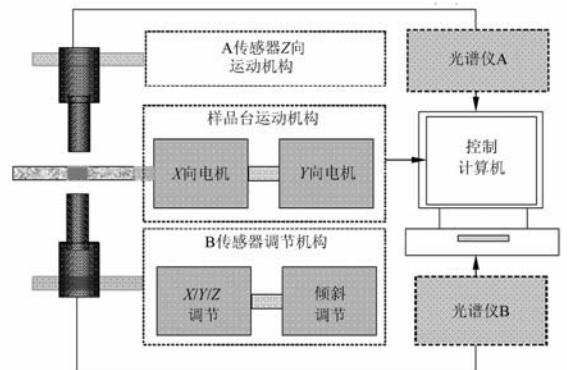 A传感器Z向
运动机构
光谱仪A
样品台运动机构
X向电机
Y向电机
控制
计算机
B传感器调节机构
X/Y/Z
调节
倾斜
调节
光谱仪B